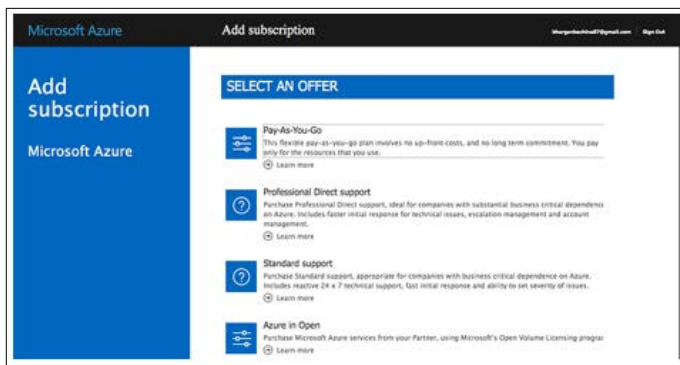 Microsoft Azure
Add subscription
Sign Out
Add
subscription
Microsoft Azure
SELECT AN OFFER
Pay-As-You-Go
This flexible pay-as-you-go plan involves no up-front costs, and no long term commitment. You pay
only for the resources that you use.
Learn more
Professional Direct support
Purchase Professional Direct support, ideal for companies with substantial business critical dependence
on Azure. Includes faster initial response for technical issues, escalation management and account
management.
Learn more
Standard support
Purchase Standard support, appropriate for companies with business critical dependence on Azure.
Includes reactive 24 x 7 technical support, fast initial response and ability to set severity of issues.
Learn more
Azure in Open
Purchase Microsoft Azure services from your Partner, using Microsoft's Open Volume Licensing progra
Learn more